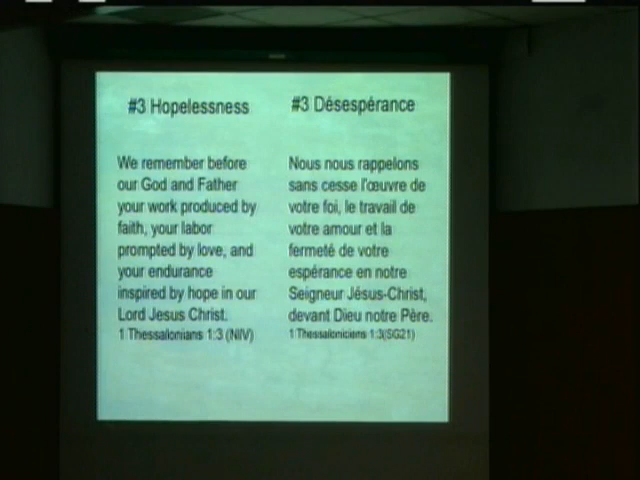 #3 Hopelessness
We remember before
our God and Father
your work produced by
faith, your labor
prompted by love, and
your endurance
inspired by hope in our
Lord Jesus Christ.
1 Thessalonians 1:3 (NIV)
#3 Désespérance
Nous nous rappelons
sans cesse l'œuvre de
votre foi, le travail de
votre amour et la
fermeté de votre
espérance en notre
Seigneur Jésus-Christ,
devant Dieu notre Père.
1 Thessaloniciens 1:3(SG21)